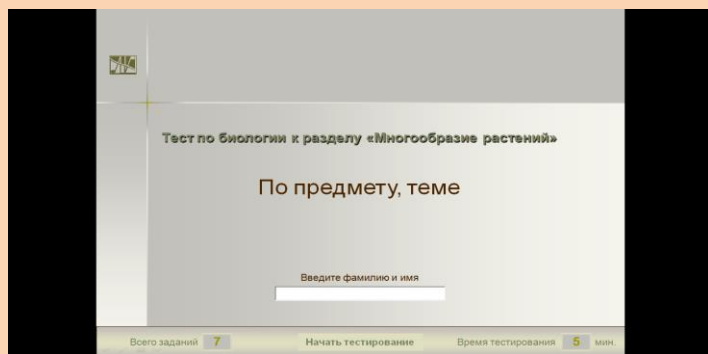 Тест по биологии к разделу «Многообразие растений»
По предмету, теме
Введите фамилию и имя
Всего заданий 7 Начать тестирование Время тестирования 5 мин.